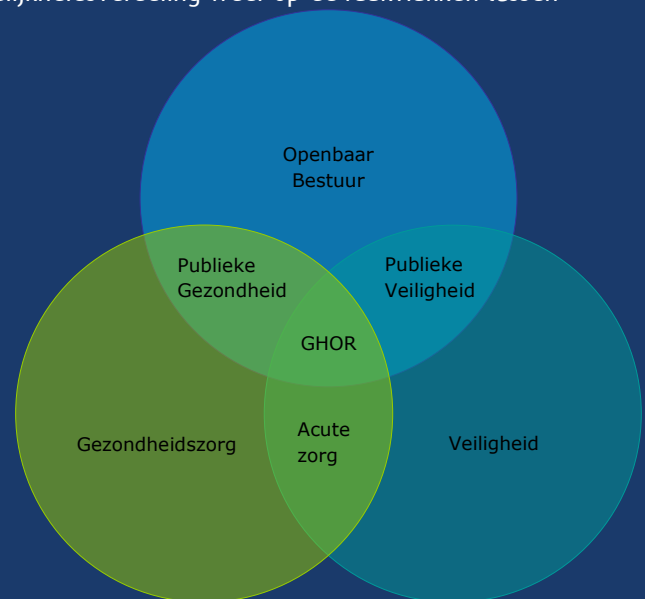 Openbaar
Bestuur
Publieke
Gezondheid
Publieke
Veiligheid
GHOR
Gezondheidszorg
Acute
zorg
Veiligheid